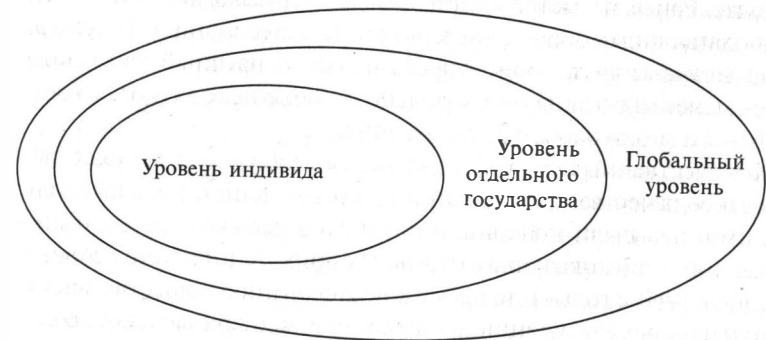 Уровень индивида
Уровень
отдельного
государства
Глобальный
уровень